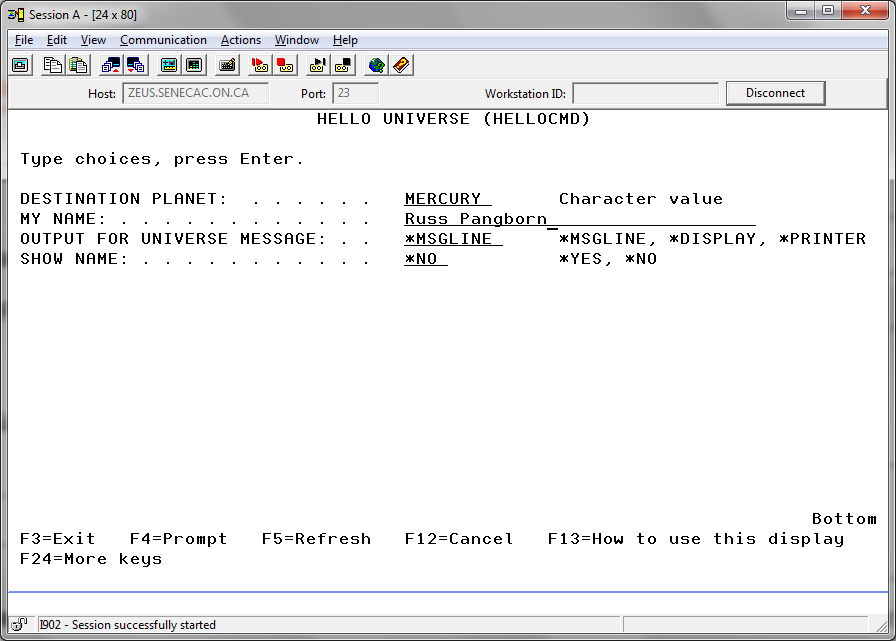 Session A - [24 x 80]
File Edit View Communication Actions Window Help
Host: ZEUS.SENECAC.ON.CA Port: 23 Workstation ID: Disconnect
HELLO UNIVERSE (HELLOCMD)
Type choices, press Enter.
DESTINATION PLANET: . . . . . . MERCURY Character value
MY NAME: . . . . . . . . . . . . Russ Pangborn
OUTPUT FOR UNIVERSE MESSAGE: . . *MSGLINE *MSGLINE, *DISPLAY, *PRINTER
SHOW NAME: . . . . . . . . . . . *NO *YES, *NO
Bottom
F3=Exit F4=Prompt F5=Refresh F12=Cancel F13=How to use this display
F24=More keys
I902 - Session successfully started